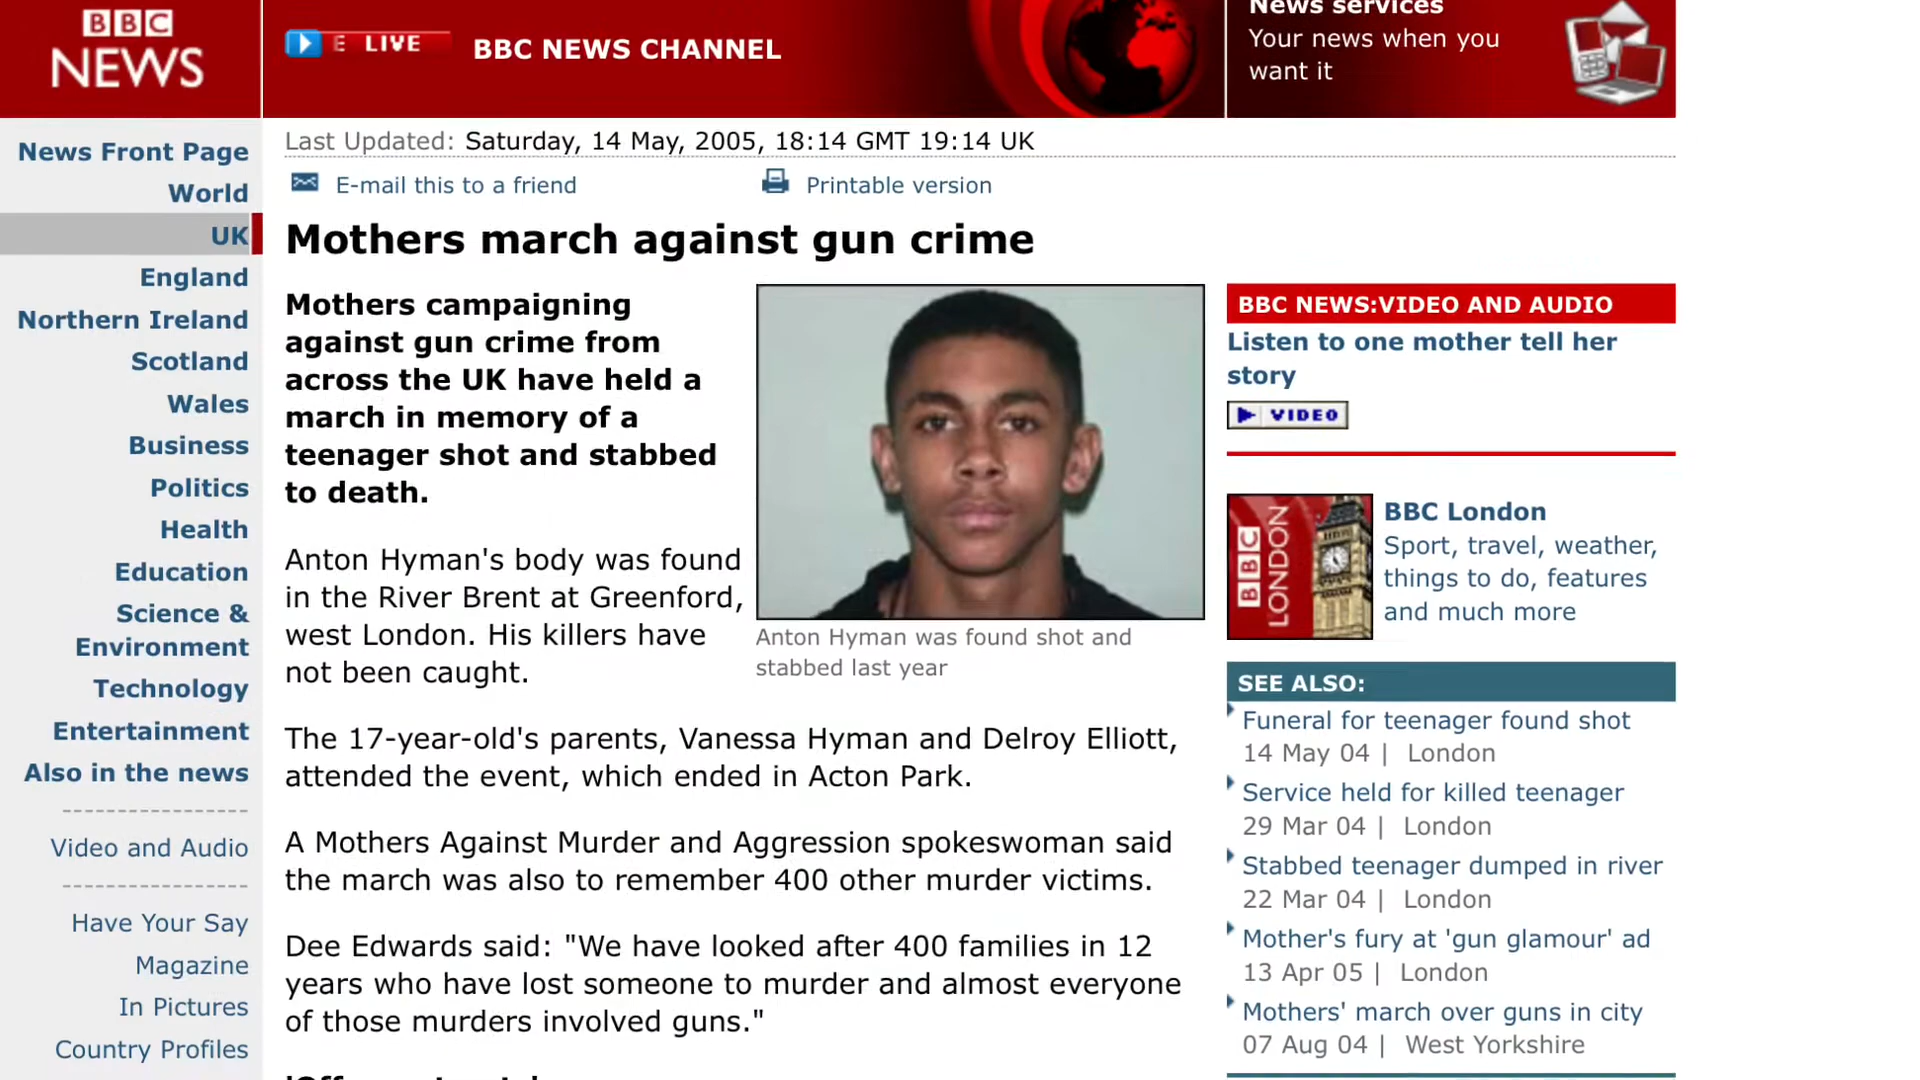 BBC
NEWS
E LIVE
BBC NEWS CHANNEL
News services
Your news when you
want it
News Front Page
World
UK
England
Northern Ireland
Scotland
Wales
Business
Politics
Health
Education
Science &
Environment
Technology
Entertainment
Also in the news
Video and Audio
Have Your Say
Magazine
In Pictures
Country Profiles
Last Updated: Saturday, 14 May, 2005, 18:14 GMT 19:14 UK
E-mail this to a friend
Printable version
Mothers march against gun crime
Mothers campaigning
against gun crime from
across the UK have held a
march in memory of a
teenager shot and stabbed
to death.
Anton Hyman's body was found
in the River Brent at Greenford,
west London. His killers have
not been caught.
Anton Hyman was found shot and
stabbed last year
The 17-year-old's parents, Vanessa Hyman and Delroy Elliott,
attended the event, which ended in Acton Park.
A Mothers Against Murder and Aggression spokeswoman said
the march was also to remember 400 other murder victims.
Dee Edwards said: "We have looked after 400 families in 12
years who have lost someone to murder and almost everyone
of those murders involved guns."
BBC NEWS:VIDEO AND AUDIO
Listen to one mother tell her
story
VIDEO
BBC
LONDON
BBC London
Sport, travel, weather,
things to do, features
and much more
SEE ALSO:
Funeral for teenager found shot
14 May 04 | London
Service held for killed teenager
29 Mar 04 | London
Stabbed teenager dumped in river
22 Mar 04 | London
Mother's fury at 'gun glamour' ad
13 Apr 05 | London
Mothers' march over guns in city
07 Aug 04 | West Yorkshire